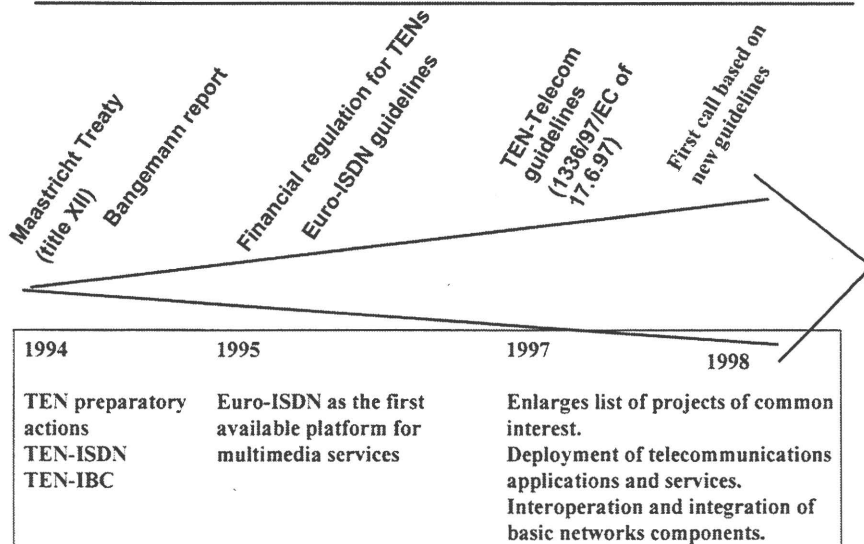 Maastricht Treaty
(title XII)
Bangemann report
Financial regulation for TENs
Euro-ISDN guidelines
TEN-Telecom
guidelines
(1336/97/EC of
17.6.97)
First call based on
new guidelines
1994
1995
1997
1998
TEN preparatory
actions
TEN-ISDN
TEN-IBC
Euro-ISDN as the first
available platform for
multimedia services
Enlarges list of projects of common
interest.
Deployment of telecommunications
applications and services.
Interoperation and integration of
basic networks components.